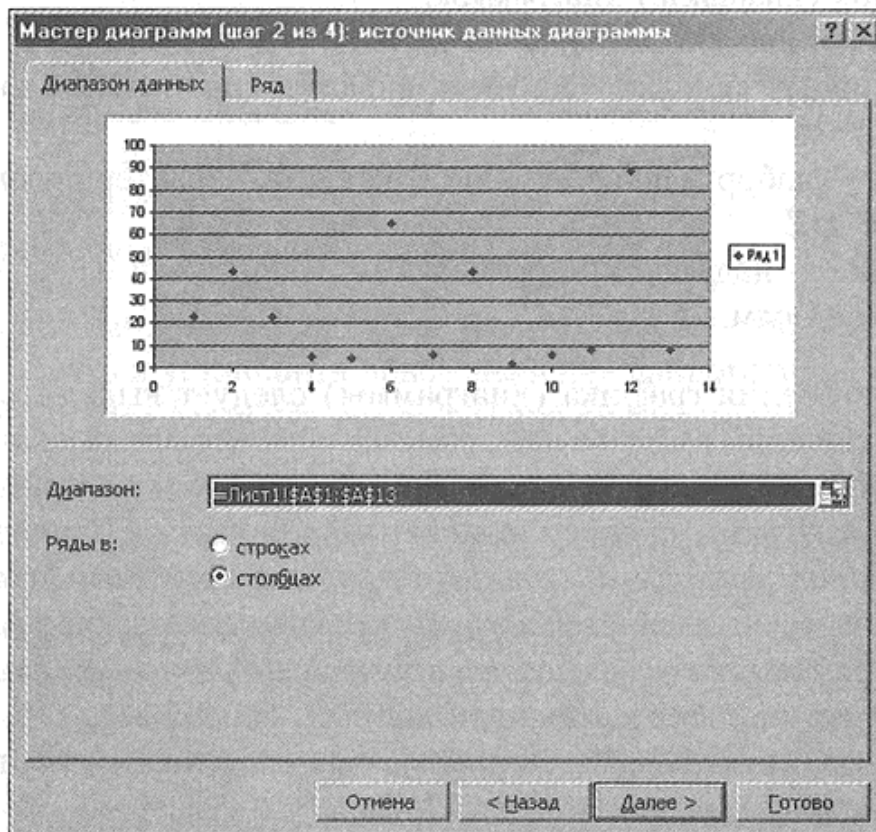 Мастер диаграмм (шаг 2 из 4): источник данных диаграммы
Диапазон данных
Ряд
100
90
80
70
60
50
40
30
20
10
0
0 2 4 6 8 10 12 14
Ряд1
Диапазон: =Лист1!$A$1:$A$13
Ряды в:
строках
столбцах
Отмена
< Назад
Далее >
Готово